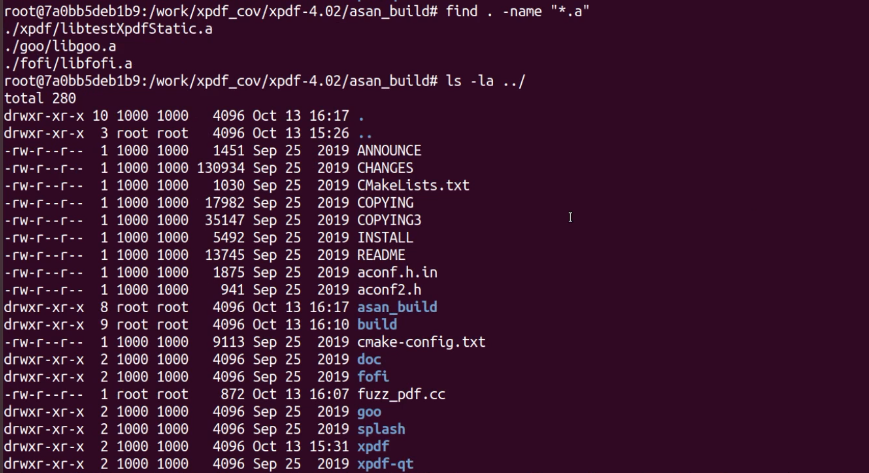 root@7a0bb5deb1b9:/work/xpdf_cov/xpdf-4.02/asan_build# find . -name "*.a"
./xpdf/libtestXpdfStatic.a
./goo/libgoo.a
./fofi/libfofi.a
root@7a0bb5deb1b9:/work/xpdf_cov/xpdf-4.02/asan_build# ls -la ../
total 280
drwxr-xr-x 10 1000 1000   4096 Oct 13 16:17 .
drwxr-xr-x  3 root root   4096 Oct 13 15:26 ..
-rw-r--r--  1 1000 1000   1451 Sep 25  2019 ANNOUNCE
-rw-r--r--  1 1000 1000 130934 Sep 25  2019 CHANGES
-rw-r--r--  1 1000 1000   1030 Sep 25  2019 CMakeLists.txt
-rw-r--r--  1 1000 1000  17982 Sep 25  2019 COPYING
-rw-r--r--  1 1000 1000  35147 Sep 25  2019 COPYING3
-rw-r--r--  1 1000 1000   5492 Sep 25  2019 INSTALL
-rw-r--r--  1 1000 1000  13745 Sep 25  2019 README
-rw-r--r--  1 1000 1000   1875 Sep 25  2019 aconf.h.in
-rw-r--r--  1 1000 1000    941 Sep 25  2019 aconf2.h
drwxr-xr-x  8 root root   4096 Oct 13 16:17 asan_build
drwxr-xr-x  9 root root   4096 Oct 13 16:10 build
-rw-r--r--  1 1000 1000   9113 Sep 25  2019 cmake-config.txt
drwxr-xr-x  2 1000 1000   4096 Sep 25  2019 doc
drwxr-xr-x  2 1000 1000   4096 Sep 25  2019 fofi
-rw-r--r--  1 root root    872 Oct 13 16:07 fuzz_pdf.cc
drwxr-xr-x  2 1000 1000   4096 Sep 25  2019 goo
drwxr-xr-x  2 1000 1000   4096 Sep 25  2019 splash
drwxr-xr-x  2 1000 1000   4096 Oct 13 15:31 xpdf
drwxr-xr-x  2 1000 1000   4096 Sep 25  2019 xpdf-qt